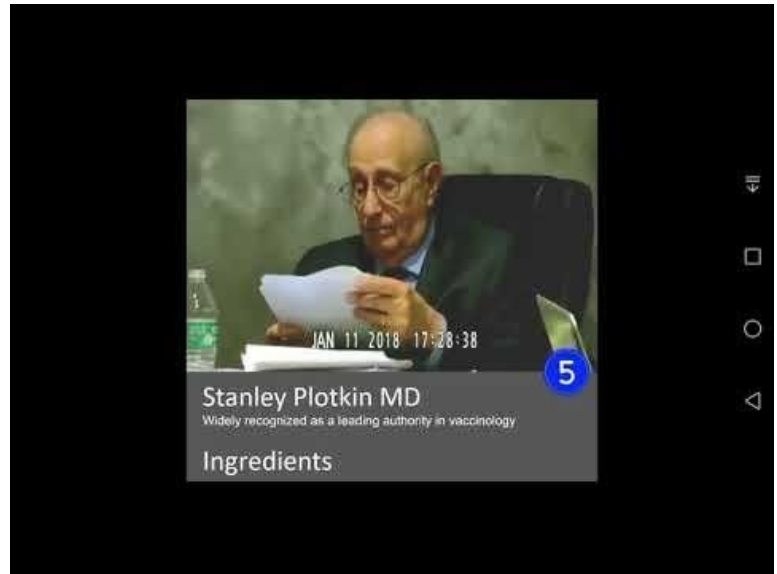 JAN 11 2018 17:28:38
5
Stanley Plotkin MD
Widely recognized as a leading authority in vaccinology
Ingredients